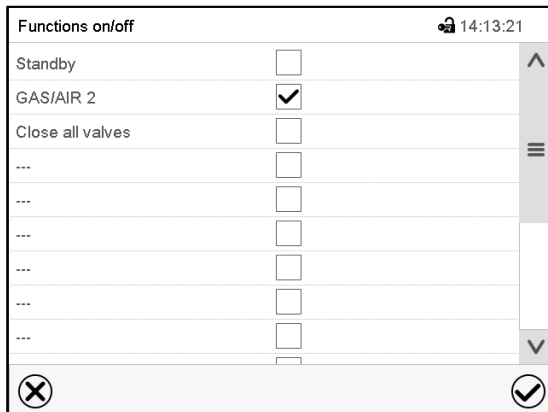 Functions on/off 14:13:21
Standby
GAS/AIR 2
Close all valves
---
---
---
---
---
---